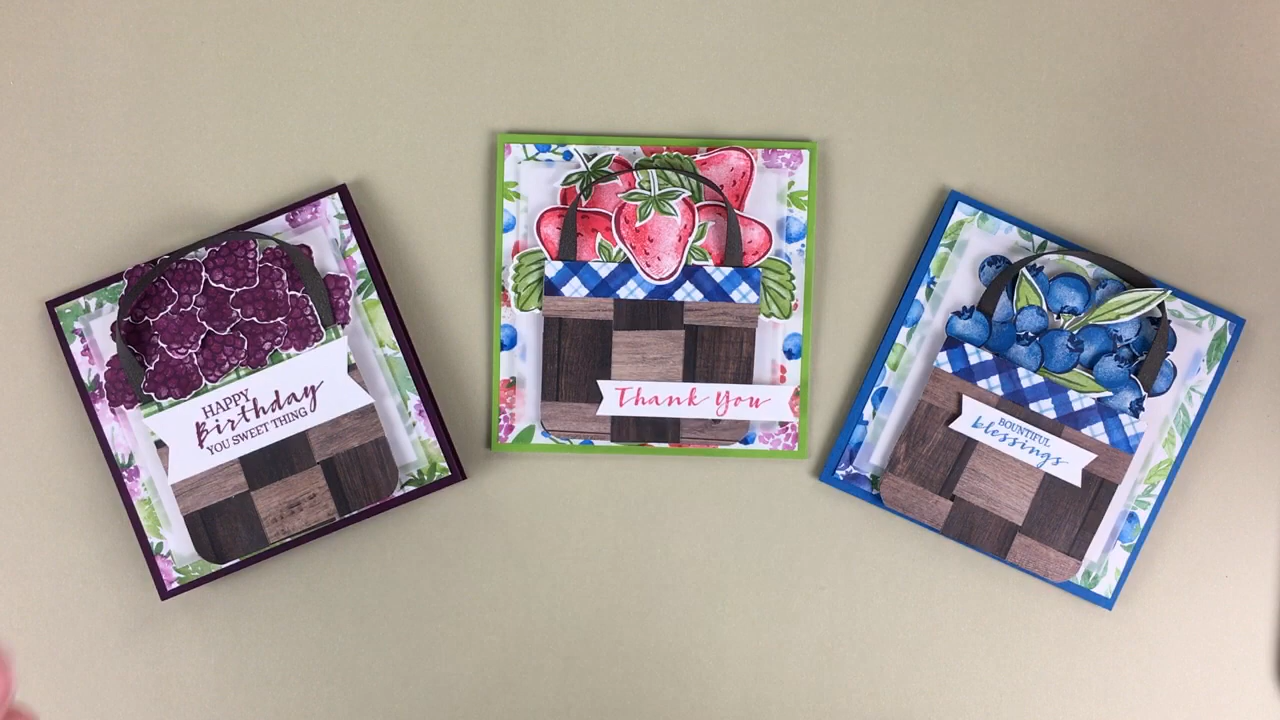 HAPPY
Birthday
YOU SWEET THING
Thank You
BOUNTIFUL
blessings